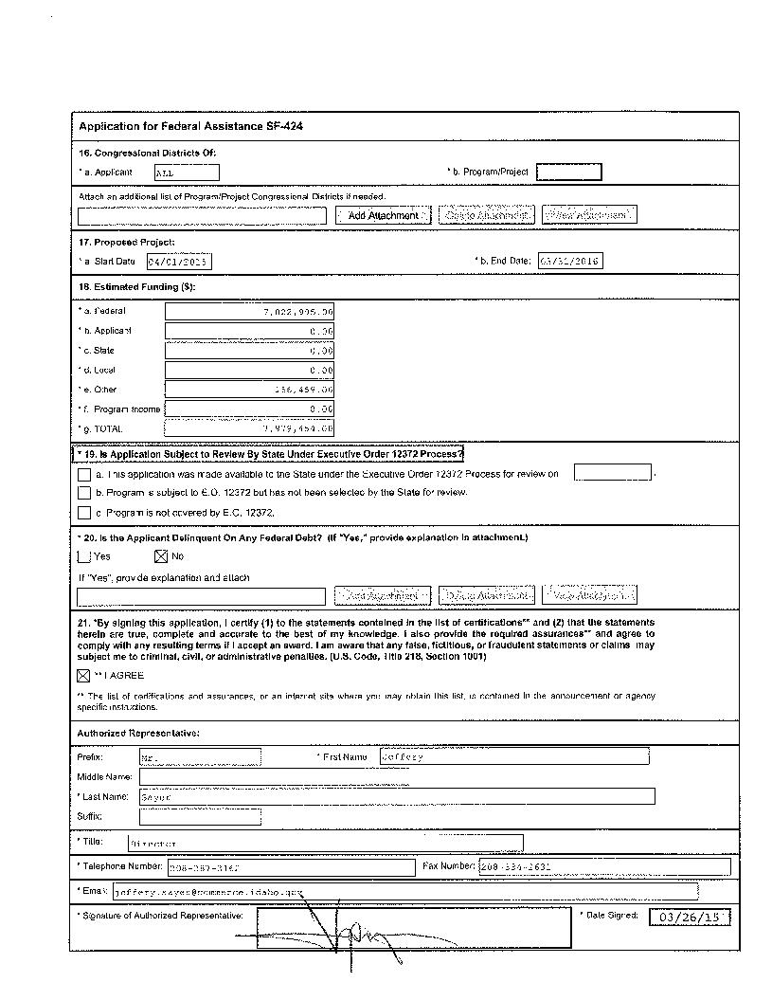 Application for Federal Assistance SF-424
16. Congressional Districts Of:
* a. Applicant ALL * b. Program/Project
Attach an additional list of Program/Project Congressional Districts if needed.
Add Attachment Delete Attachment View Attachment
17. Proposed Project:
* a. Start Date: 04/01/2015 * b. End Date: 03/31/2016
18. Estimated Funding ($):
* a. Federal
* b. Applicant 0.00
* c. State 0.00
* d. Local 0.00
* e. Other
* f. Program Income 0.00
* g. TOTAL
* 19. Is Application Subject to Review By State Under Executive Order 12372 Process?
a. This application was made available to the State under the Executive Order 12372 Process for review on .
b. Program is subject to E.O. 12372 but has not been selected by the State for review.
c. Program is not covered by E.O. 12372.
* 20. Is the Applicant Delinquent On Any Federal Debt? (If "Yes," provide explanation in attachment.)
Yes No
If "Yes", provide explanation and attach
Add Attachment Delete Attachment View Attachment
21. *By signing this application, I certify (1) to the statements contained in the list of certifications** and (2) that the statements
herein are true, complete and accurate to the best of my knowledge. I also provide the required assurances** and agree to
comply with any resulting terms if I accept an award. I am aware that any false, fictitious, or fraudulent statements or claims may
subject me to criminal, civil, or administrative penalties. (U.S. Code, Title 218, Section 1001)
** I AGREE
** The list of certifications and assurances, or an internet site where you may obtain this list, is contained in the announcement or agency
specific instructions.
Authorized Representative:
Prefix: Mr. * First Name: Jeffery
Middle Name:
* Last Name: Sayer
Suffix:
* Title: Director
* Telephone Number: Fax Number: 208-334-2631
* Email: jeffery.sayer@commerce.idaho.gov
* Signature of Authorized Representative: * Date Signed: 03/26/15